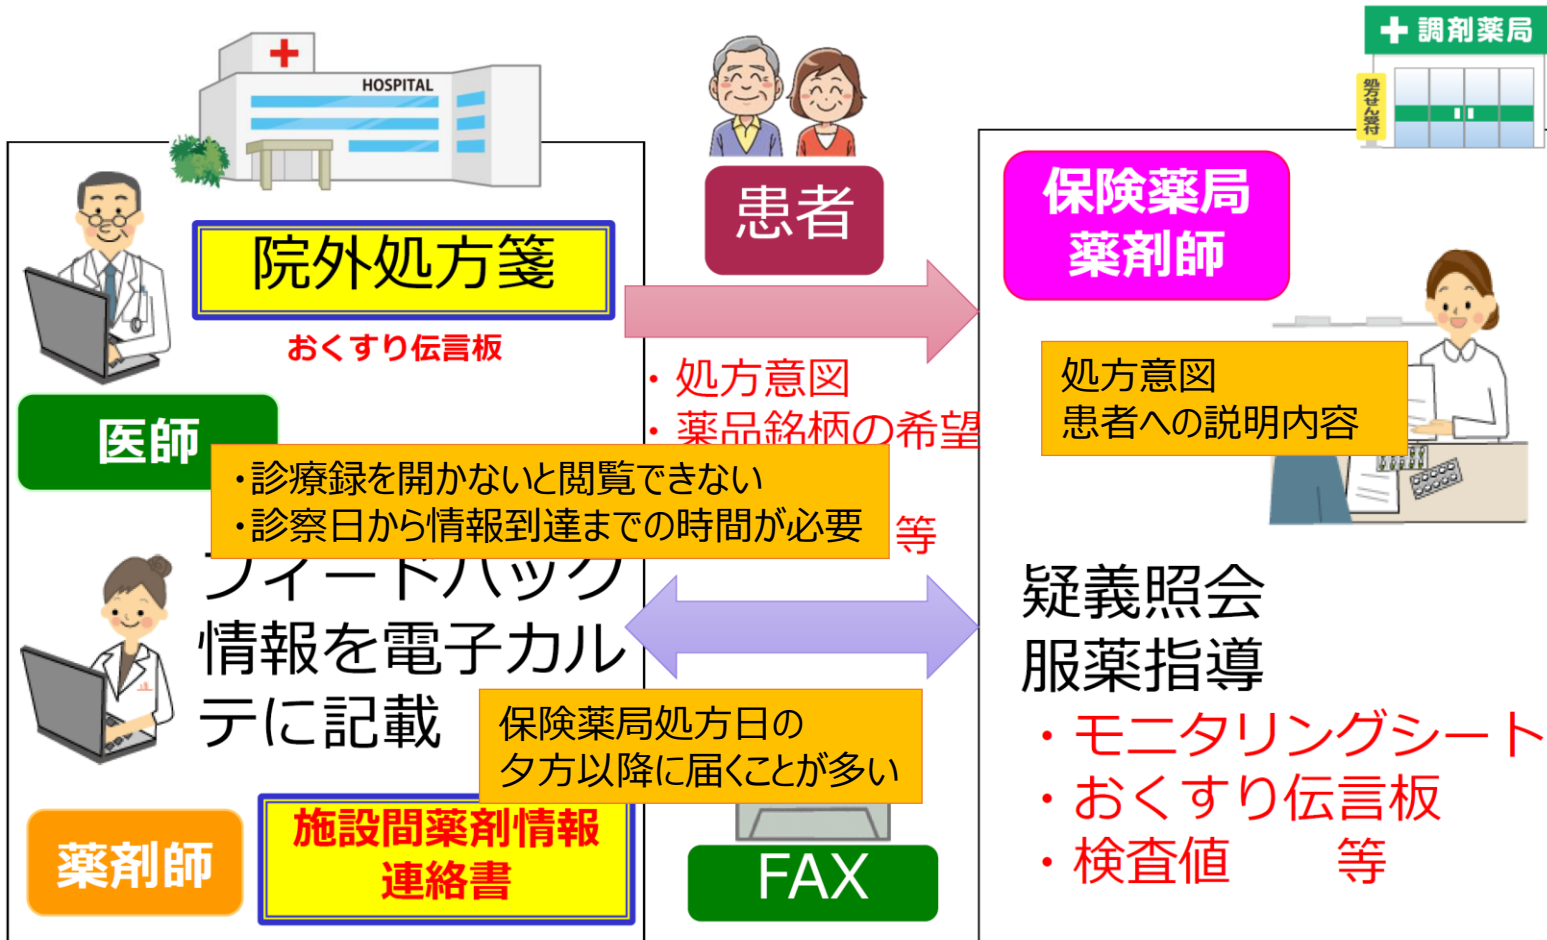 HOSPITAL
調剤薬局
処方せん受付
患者
保険薬局
薬剤師
院外処方箋
おくすり伝言板
・処方意図
・薬品銘柄の希望
等
処方意図
患者への説明内容
医師
・診療録を開かないと閲覧できない
・診察日から情報到達までの時間が必要
フィードバック
情報を電子カル
テに記載
疑義照会
服薬指導
・モニタリングシート
・おくすり伝言板
・検査値　　等
保険薬局処方日の
夕方以降に届くことが多い
薬剤師
施設間薬剤情報
連絡書
FAX